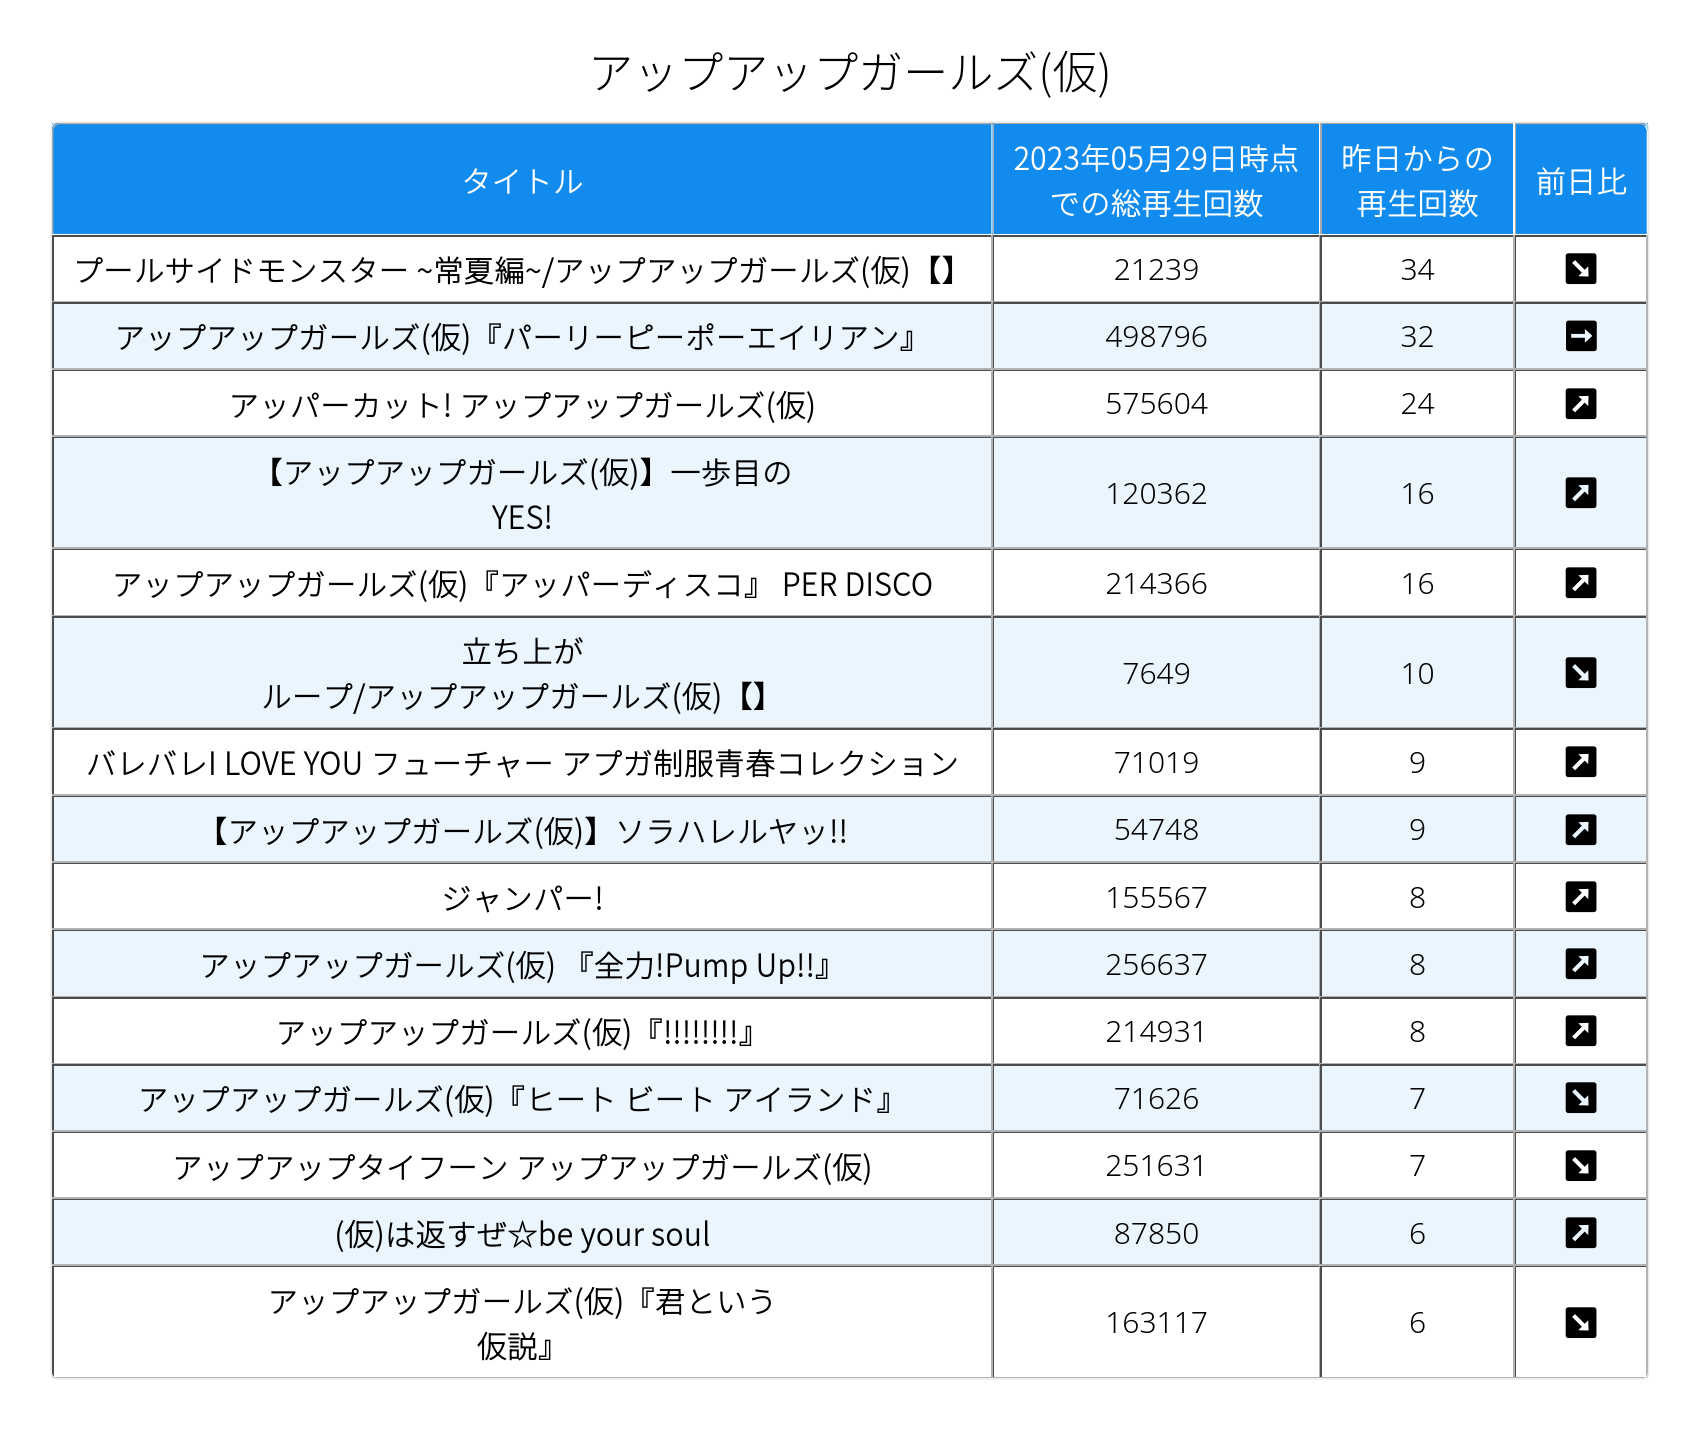 アップアップガールズ(仮)
タイトル
2023年05月29日時点
での総再生回数
昨日からの
再生回数
前日比
プールサイドモンスター ~常夏編~/アップアップガールズ(仮)【】 21239 34 ↘
アップアップガールズ(仮)『パーリーピーポーエイリアン』 498796 32 ➡
アッパーカット! アップアップガールズ(仮) 575604 24 ↗
【アップアップガールズ(仮)】一歩目の
YES! 120362 16 ↗
アップアップガールズ(仮)『アッパーディスコ』 PER DISCO 214366 16 ↗
立ち上が
ループ/アップアップガールズ(仮)【】 7649 10 ↘
バレバレI LOVE YOU フューチャー アプガ制服青春コレクション 71019 9 ↗
【アップアップガールズ(仮)】ソラハレルヤッ!! 54748 9 ↗
ジャンパー! 155567 8 ↗
アップアップガールズ(仮) 『全力!Pump Up!!』 256637 8 ↗
アップアップガールズ(仮)『!!!!!!!!』 214931 8 ↗
アップアップガールズ(仮)『ヒート ビート アイランド』 71626 7 ↘
アップアップタイフーン アップアップガールズ(仮) 251631 7 ↘
(仮)は返すぜ☆be your soul 87850 6 ↗
アップアップガールズ(仮)『君という
仮説』 163117 6 ↘